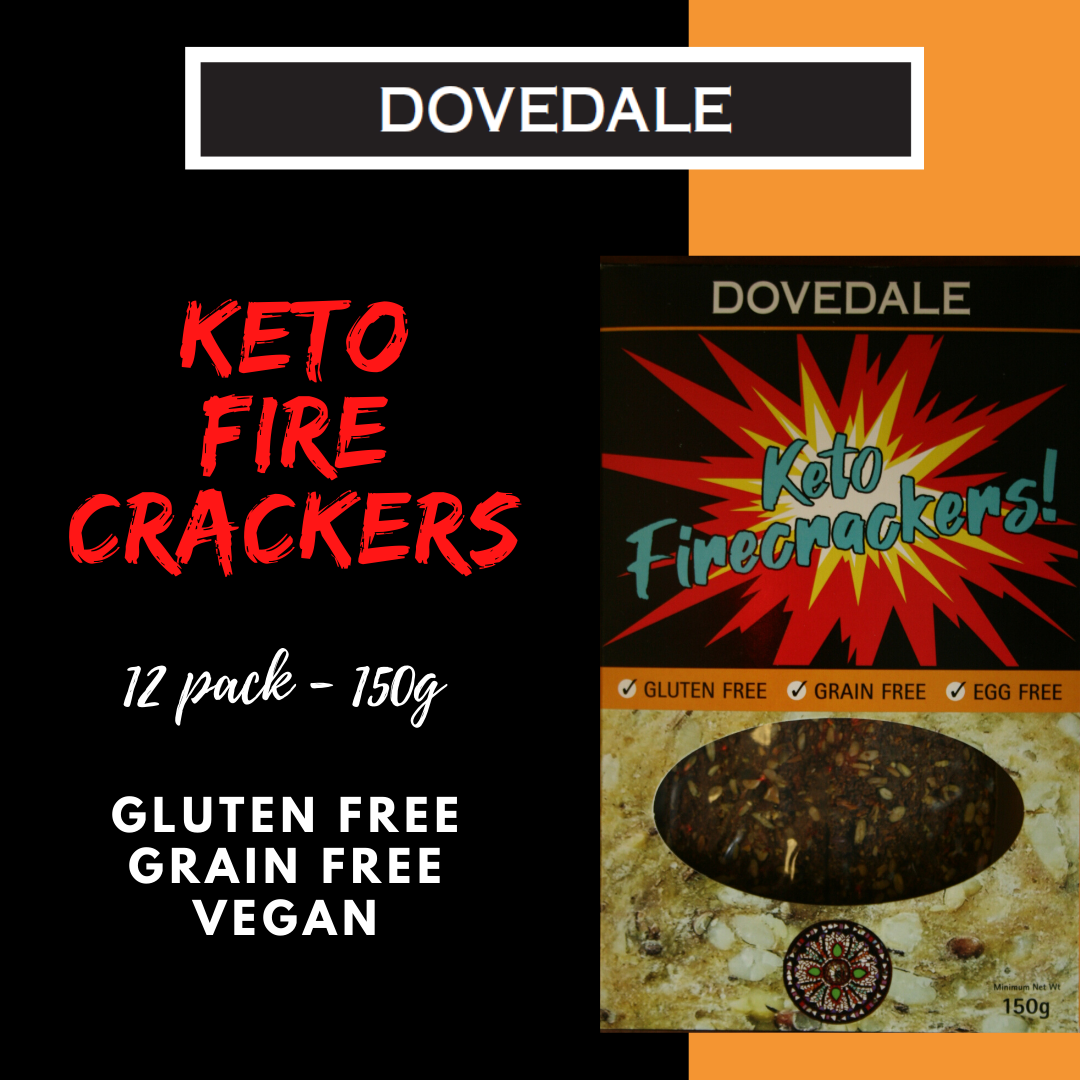 DOVEDALE
KETO
FIRE
CRACKERS
12 pack - 150g
GLUTEN FREE
GRAIN FREE
VEGAN
DOVEDALE
Keto
Firecrackers!
GLUTEN FREE GRAIN FREE EGG FREE
Minimum Net Wt
150g